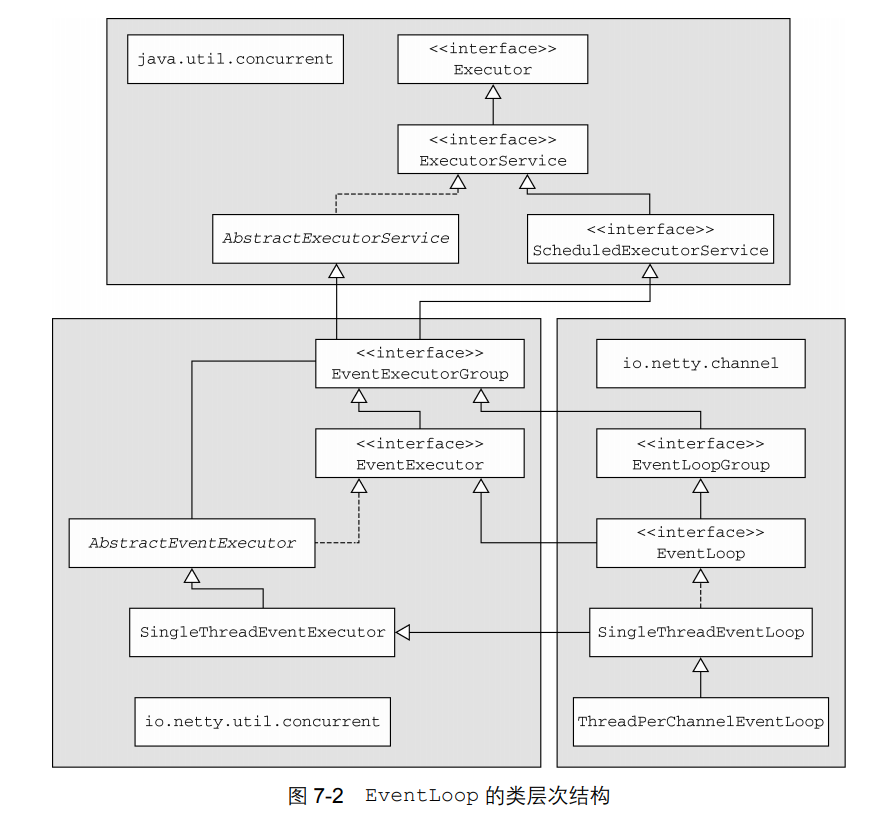 java.util.concurrent
<<interface>>
Executor
<<interface>>
ExecutorService
AbstractExecutorService
<<interface>>
ScheduledExecutorService
<<interface>>
EventExecutorGroup
io.netty.channel
<<interface>>
EventExecutor
<<interface>>
EventLoopGroup
AbstractEventExecutor
<<interface>>
EventLoop
SingleThreadEventExecutor
SingleThreadEventLoop
io.netty.util.concurrent
ThreadPerChannelEventLoop
图 7-2 EventLoop 的类层次结构